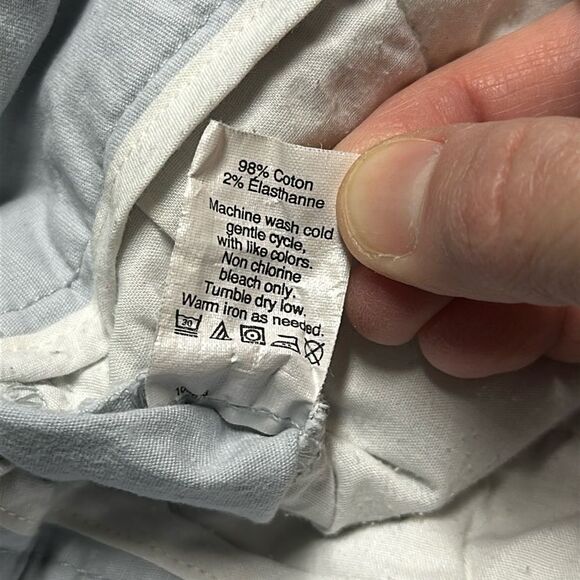 98% Coton
2% Élasthanne
Machine wash cold
gentle cycle,
with like colors.
Non chlorine
bleach only.
Tumble dry low.
Warm iron as needed.
30